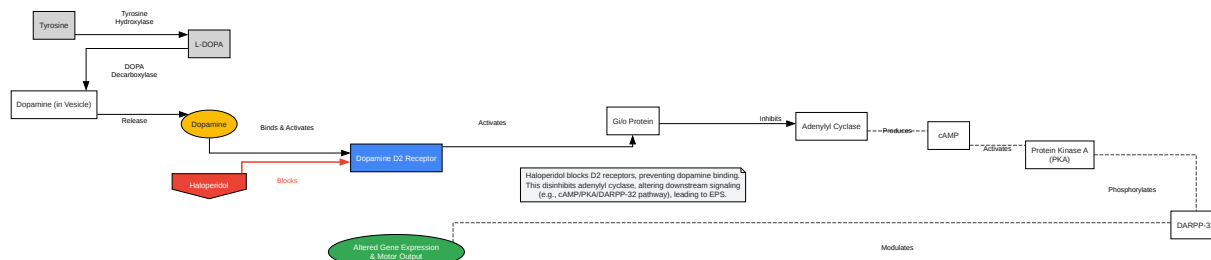 Tyrosine
Tyrosine
Hydroxylase
L-DOPA
DOPA
Decarboxylase
Dopamine (in Vesicle)
Release
Dopamine
Binds & Activates
Haloperidol
Blocks
Dopamine D2 Receptor
Activates
Gi/o Protein
Inhibits
Adenylyl Cyclase
Produces
cAMP
Activates
Protein Kinase A
(PKA)
Phosphorylates
Haloperidol blocks D2 receptors, preventing dopamine binding.
This disinhibits adenylyl cyclase, altering downstream signaling
(e.g., cAMP/PKA/DARPP-32 pathway), leading to EPS.
DARPP-3
Modulates
Altered Gene Expression
& Motor Output